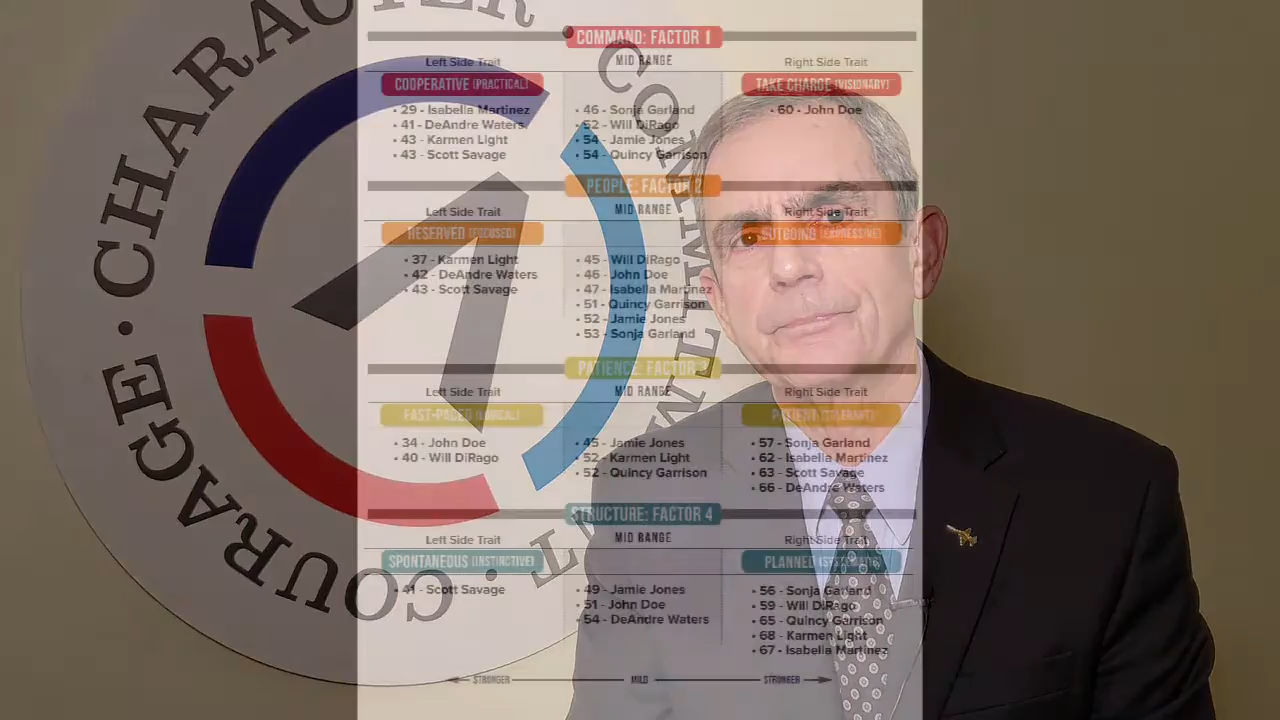 CHARACTER · COMMITMENT · COURAGE ·
COMMAND: FACTOR 1
Left Side Trait MID RANGE Right Side Trait
COOPERATIVE (PRACTICAL) TAKE CHARGE (VISIONARY)
• 29 - Isabella Martinez • 46 - Sonja Garland • 60 - John Doe
• 41 - DeAndre Waters • 52 - Will DiRago
• 43 - Karmen Light • 54 - Jamie Jones
• 43 - Scott Savage • 54 - Quincy Garrison
PEOPLE: FACTOR 2
Left Side Trait MID RANGE Right Side Trait
RESERVED (FOCUSED) OUTGOING (EXPRESSIVE)
• 37 - Karmen Light • 45 - Will DiRago
• 42 - DeAndre Waters • 46 - John Doe
• 43 - Scott Savage • 47 - Isabella Martinez
• 51 - Quincy Garrison
• 52 - Jamie Jones
• 53 - Sonja Garland
PATIENCE: FACTOR
Left Side Trait MID RANGE Right Side Trait
FAST-PACED (LOGICAL) PATIENT (TOLERANT)
• 34 - John Doe • 45 - Jamie Jones • 57 - Sonja Garland
• 40 - Will DiRago • 52 - Karmen Light • 62 - Isabella Martinez
• 52 - Quincy Garrison • 63 - Scott Savage
• 66 - DeAndre Waters
STRUCTURE: FACTOR 4
Left Side Trait MID RANGE Right Side Trait
SPONTANEOUS (INSTINCTIVE) PLANNED (SYSTEMATIC)
• 41 - Scott Savage • 49 - Jamie Jones • 56 - Sonja Garland
• 51 - John Doe • 59 - Will DiRago
• 54 - DeAndre Waters • 65 - Quincy Garrison
• 68 - Karmen Light
• 67 - Isabella Martinez
STRONGER MILD STRONGER